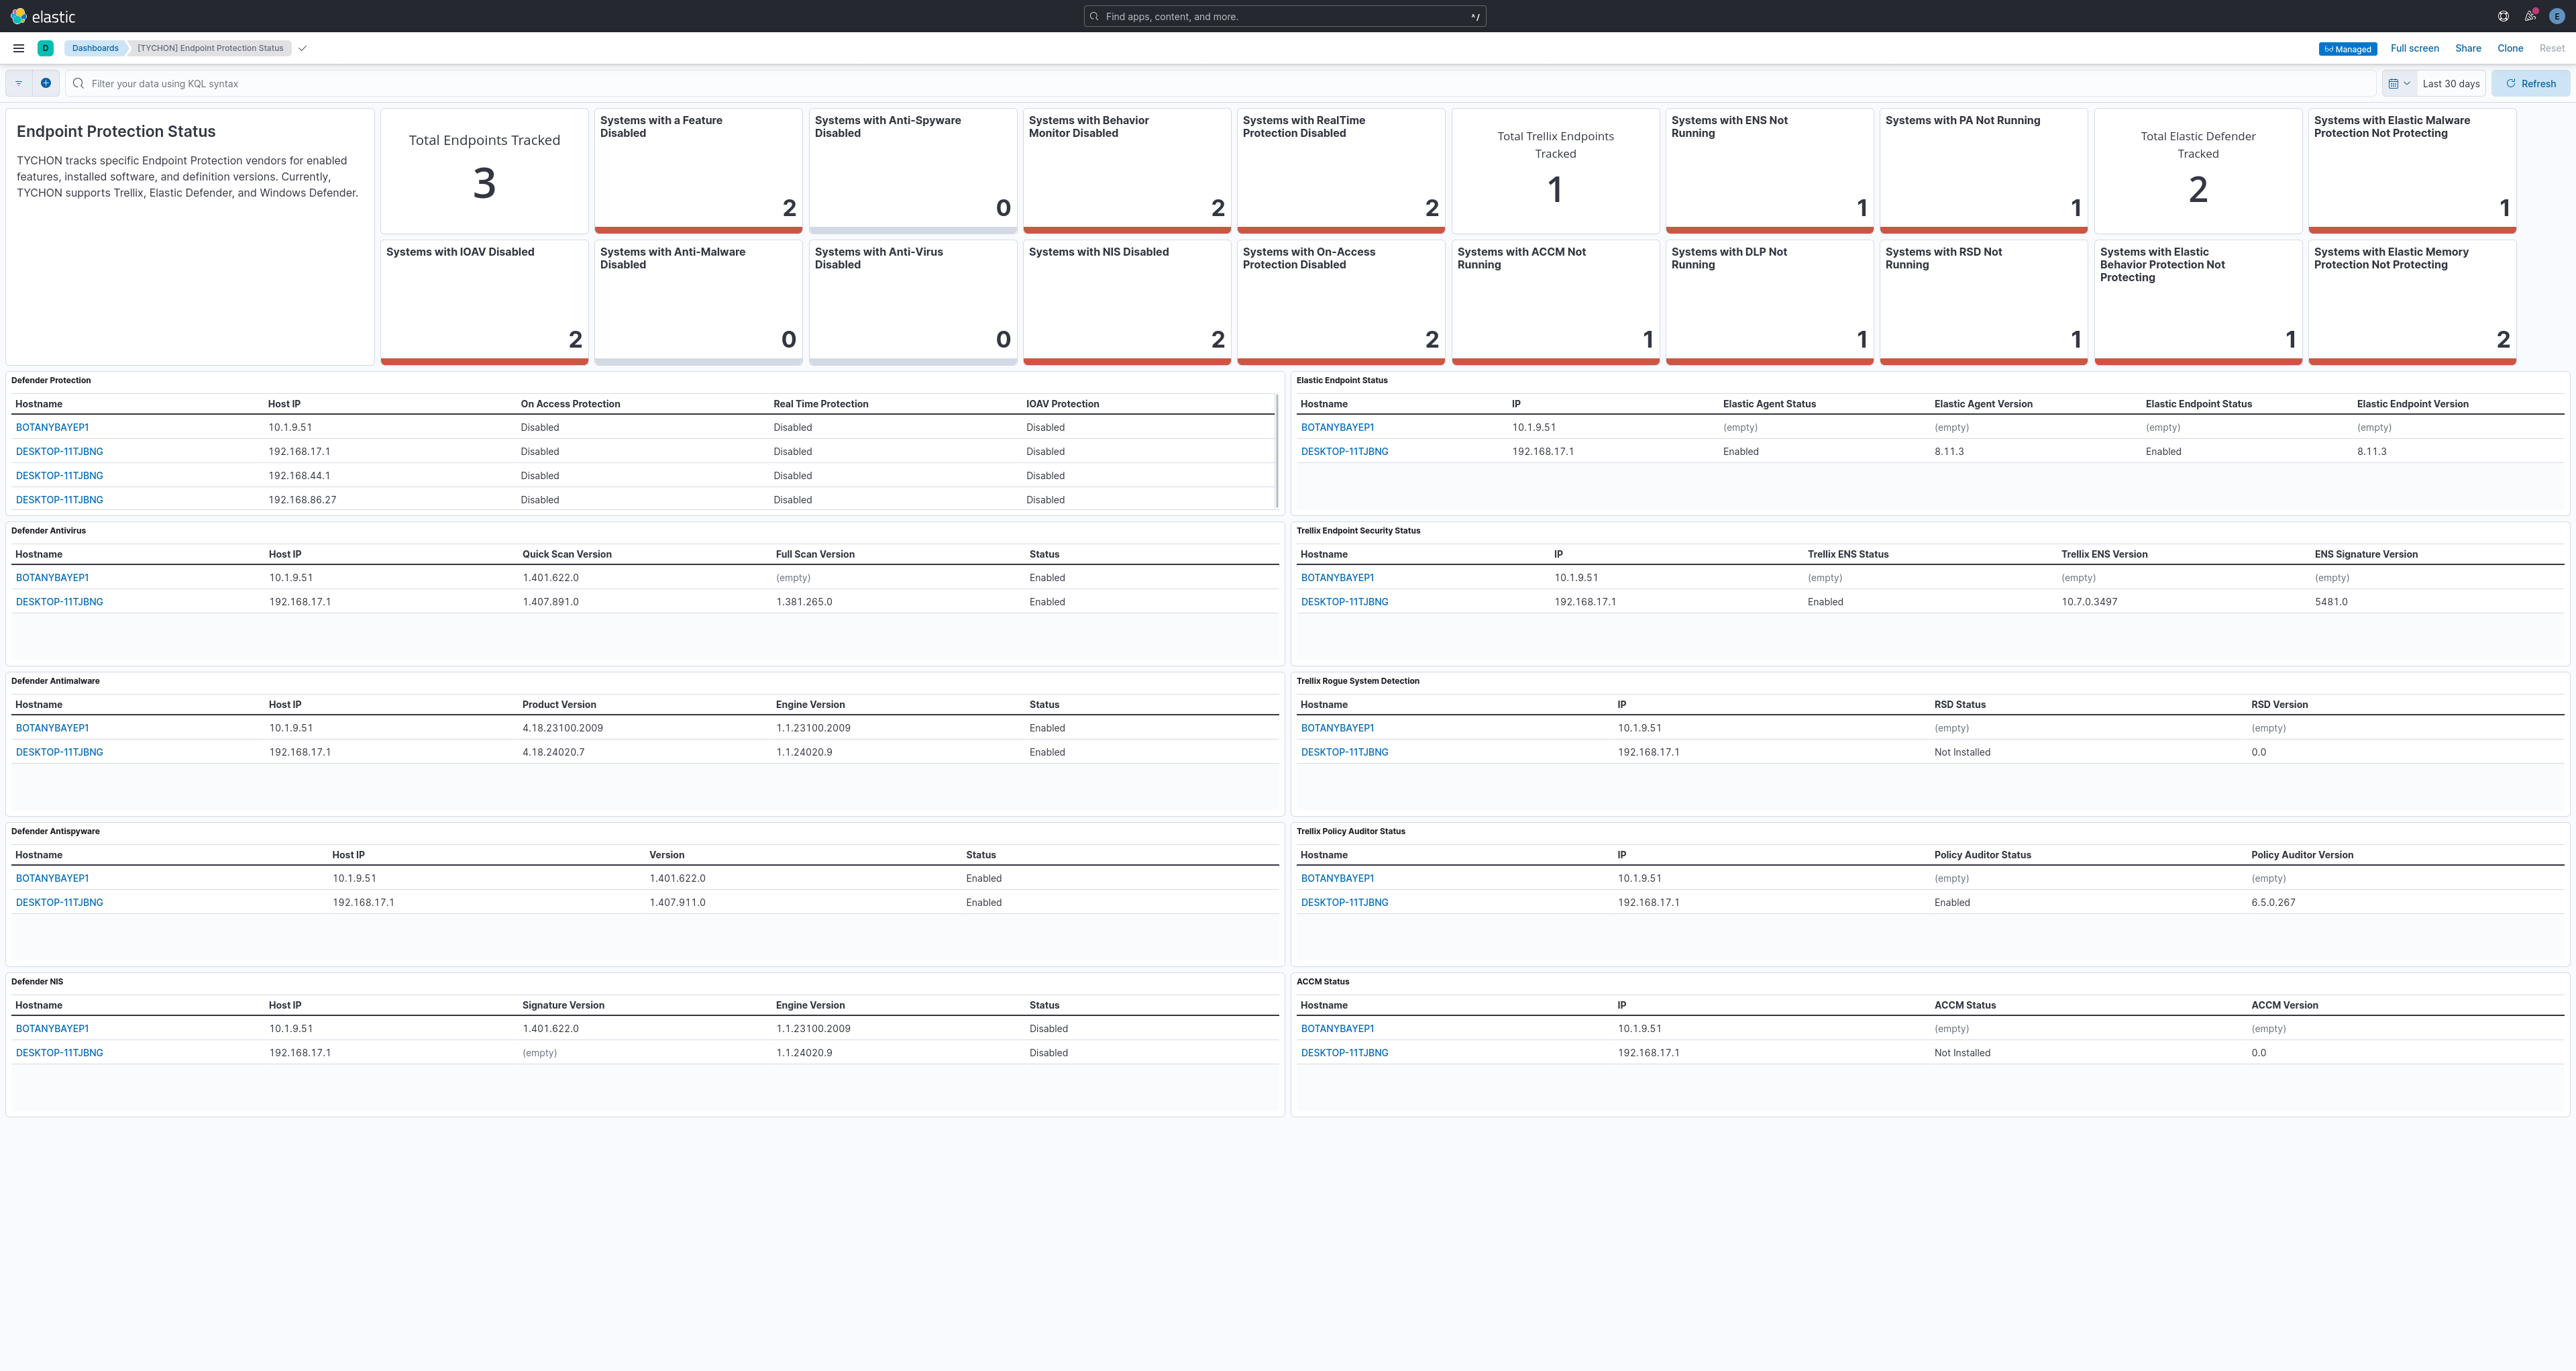 elastic
Find apps, content, and more.
^/
E
D
Dashboards
[TYCHON] Endpoint Protection Status
Managed
Full screen
Share
Clone
Reset
Filter your data using KQL syntax
Last 30 days
Refresh
Endpoint Protection Status
TYCHON tracks specific Endpoint Protection vendors for enabled
features, installed software, and definition versions. Currently,
TYCHON supports Trellix, Elastic Defender, and Windows Defender.
Total Endpoints Tracked
3
Systems with a Feature
Disabled
2
Systems with Anti-Spyware
Disabled
0
Systems with Behavior
Monitor Disabled
2
Systems with RealTime
Protection Disabled
2
Total Trellix Endpoints
Tracked
1
Systems with ENS Not
Running
1
Systems with PA Not Running
1
Total Elastic Defender
Tracked
2
Systems with Elastic Malware
Protection Not Protecting
1
Systems with IOAV Disabled
2
Systems with Anti-Malware
Disabled
0
Systems with Anti-Virus
Disabled
0
Systems with NIS Disabled
2
Systems with On-Access
Protection Disabled
2
Systems with ACCM Not
Running
1
Systems with DLP Not
Running
1
Systems with RSD Not
Running
1
Systems with Elastic
Behavior Protection Not
Protecting
1
Systems with Elastic Memory
Protection Not Protecting
2
Defender Protection
Hostname Host IP On Access Protection Real Time Protection IOAV Protection
BOTANYBAYEP1 10.1.9.51 Disabled Disabled Disabled
DESKTOP-11TJBNG 192.168.17.1 Disabled Disabled Disabled
DESKTOP-11TJBNG 192.168.44.1 Disabled Disabled Disabled
DESKTOP-11TJBNG 192.168.86.27 Disabled Disabled Disabled
Elastic Endpoint Status
Hostname IP Elastic Agent Status Elastic Agent Version Elastic Endpoint Status Elastic Endpoint Version
BOTANYBAYEP1 10.1.9.51 (empty) (empty) (empty) (empty)
DESKTOP-11TJBNG 192.168.17.1 Enabled 8.11.3 Enabled 8.11.3
Defender Antivirus
Hostname Host IP Quick Scan Version Full Scan Version Status
BOTANYBAYEP1 10.1.9.51 1.401.622.0 (empty) Enabled
DESKTOP-11TJBNG 192.168.17.1 1.407.891.0 1.381.265.0 Enabled
Trellix Endpoint Security Status
Hostname IP Trellix ENS Status Trellix ENS Version ENS Signature Version
BOTANYBAYEP1 10.1.9.51 (empty) (empty) (empty)
DESKTOP-11TJBNG 192.168.17.1 Enabled 10.7.0.3497 5481.0
Defender Antimalware
Hostname Host IP Product Version Engine Version Status
BOTANYBAYEP1 10.1.9.51 4.18.23100.2009 1.1.23100.2009 Enabled
DESKTOP-11TJBNG 192.168.17.1 4.18.24020.7 1.1.24020.9 Enabled
Trellix Rogue System Detection
Hostname IP RSD Status RSD Version
BOTANYBAYEP1 10.1.9.51 (empty) (empty)
DESKTOP-11TJBNG 192.168.17.1 Not Installed 0.0
Defender Antispyware
Hostname Host IP Version Status
BOTANYBAYEP1 10.1.9.51 1.401.622.0 Enabled
DESKTOP-11TJBNG 192.168.17.1 1.407.911.0 Enabled
Trellix Policy Auditor Status
Hostname IP Policy Auditor Status Policy Auditor Version
BOTANYBAYEP1 10.1.9.51 (empty) (empty)
DESKTOP-11TJBNG 192.168.17.1 Enabled 6.5.0.267
Defender NIS
Hostname Host IP Signature Version Engine Version Status
BOTANYBAYEP1 10.1.9.51 1.401.622.0 1.1.23100.2009 Disabled
DESKTOP-11TJBNG 192.168.17.1 (empty) 1.1.24020.9 Disabled
ACCM Status
Hostname IP ACCM Status ACCM Version
BOTANYBAYEP1 10.1.9.51 (empty) (empty)
DESKTOP-11TJBNG 192.168.17.1 Not Installed 0.0